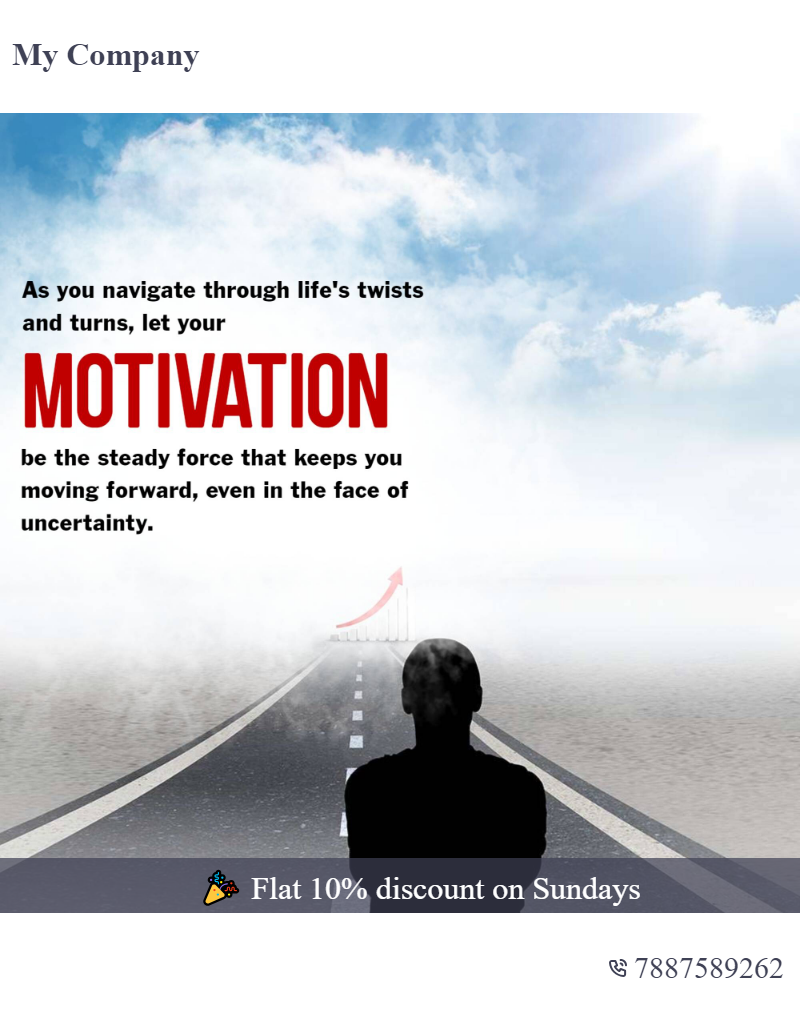 My Company
As you navigate through life's twists
and turns, let your
MOTIVATION
be the steady force that keeps you
moving forward, even in the face of
uncertainty.
Flat 10% discount on Sundays
7887589262